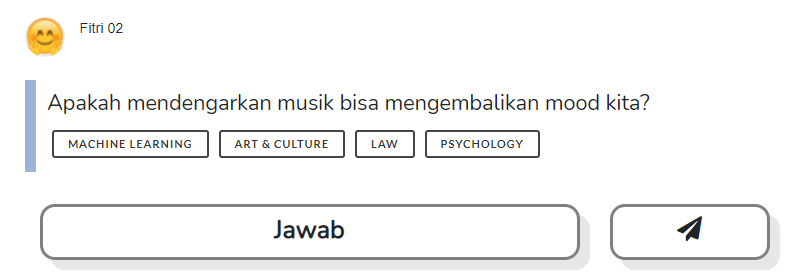 Fitri 02
Apakah mendengarkan musik bisa mengembalikan mood kita?
MACHINE LEARNING ART & CULTURE LAW PSYCHOLOGY
Jawab